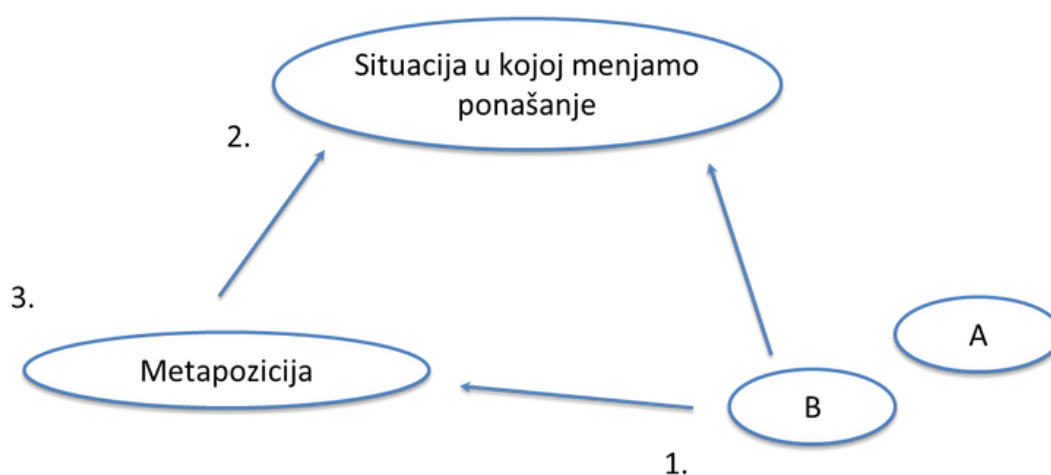 Situacija u kojoj menjamo
ponašanje
2.
3.
Metapozicija
A
B
1.